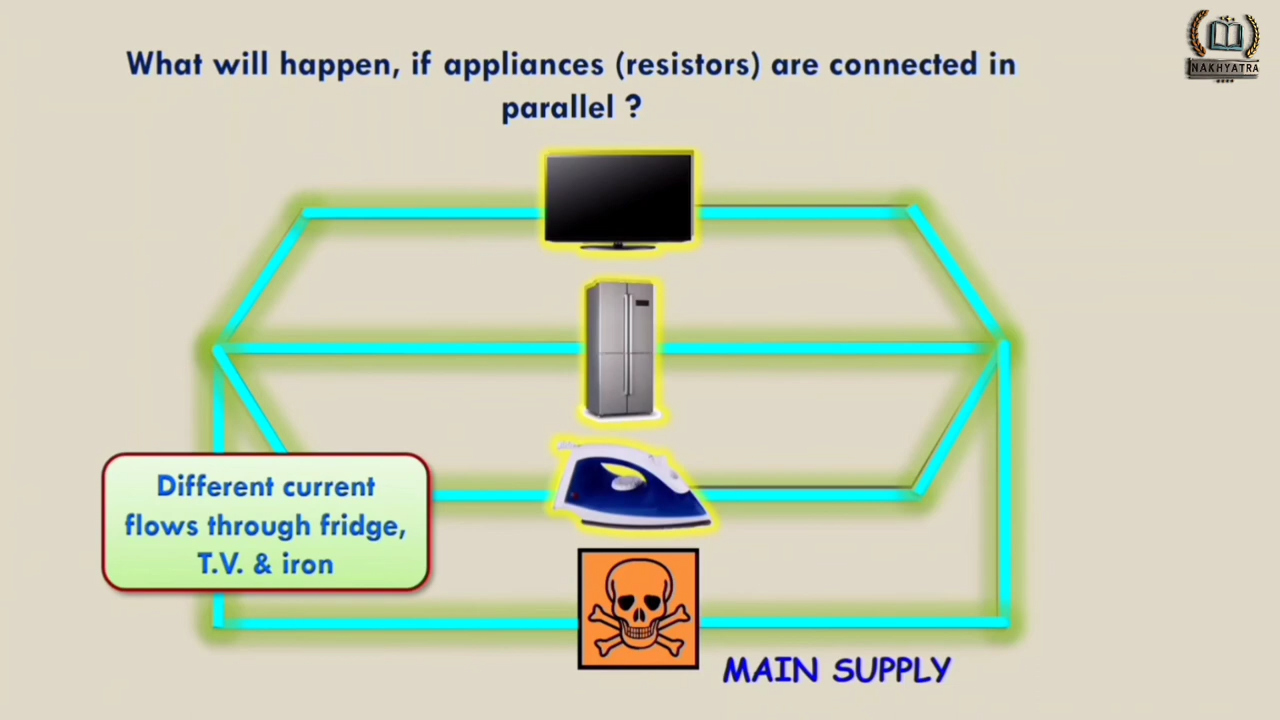 What will happen, if appliances (resistors) are connected in
parallel ?
NAKHYATRA
Different current
flows through fridge,
T.V. & iron
MAIN SUPPLY